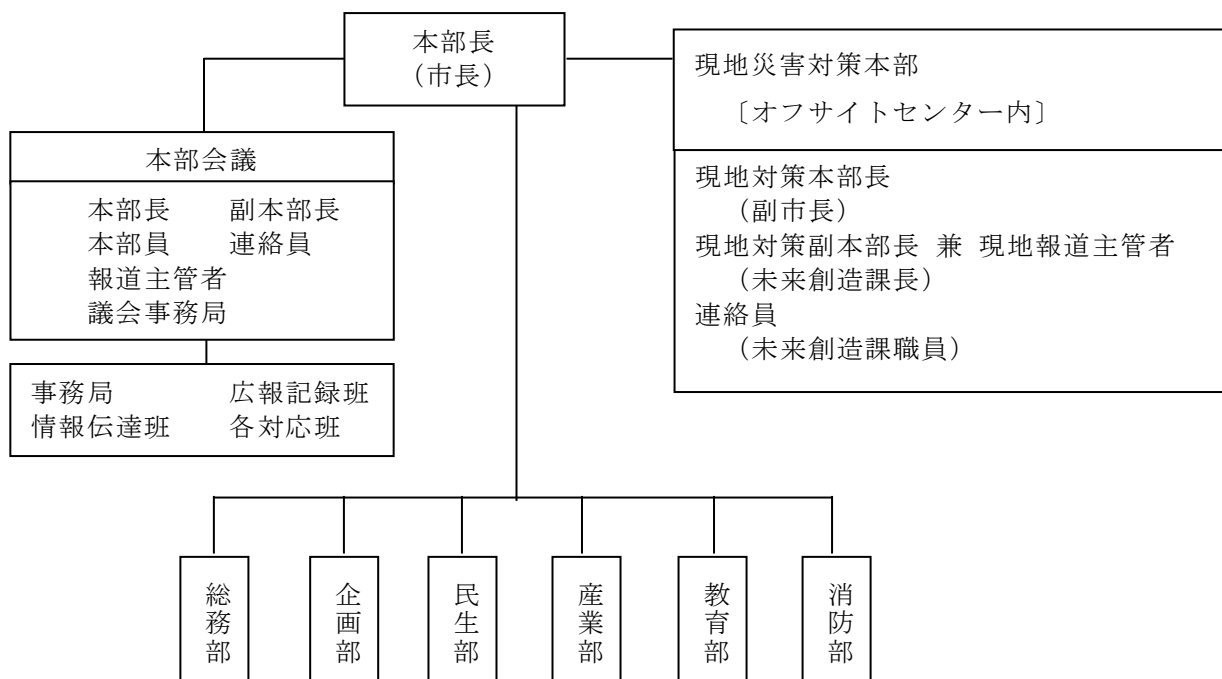 本部長
(市長)
現地災害対策本部
〔オフサイトセンター内〕
本部会議
本部長 副本部長
本部員 連絡員
報道主管者
議会事務局
現地対策本部長
(副市長)
現地対策副本部長 兼 現地報道主管者
(未来創造課長)
連絡員
(未来創造課職員)
事務局 広報記録班
情報伝達班 各対応班
総務部
企画部
民生部
産業部
教育部
消防部